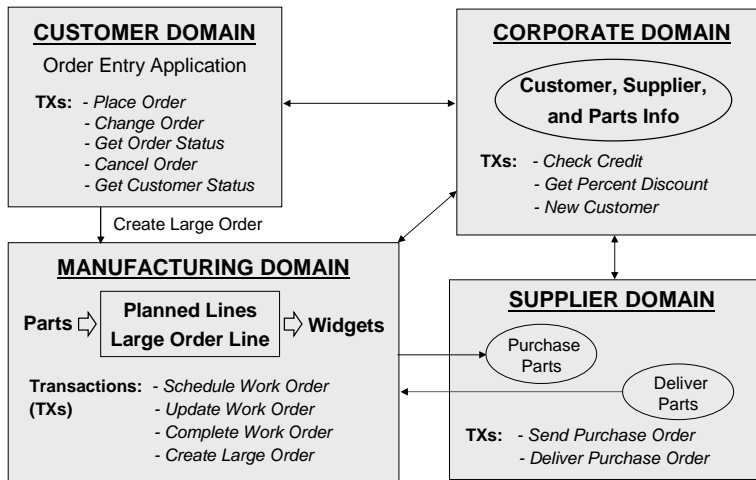 CUSTOMER DOMAIN
Order Entry Application
TXs: - Place Order
- Change Order
- Get Order Status
- Cancel Order
- Get Customer Status
CORPORATE DOMAIN
Customer, Supplier,
and Parts Info
TXs: - Check Credit
- Get Percent Discount
- New Customer
Create Large Order
MANUFACTURING DOMAIN
Parts
Planned Lines
Large Order Line
Widgets
Transactions: - Schedule Work Order
(TXs) - Update Work Order
- Complete Work Order
- Create Large Order
SUPPLIER DOMAIN
Purchase
Parts
Deliver
Parts
TXs: - Send Purchase Order
- Deliver Purchase Order